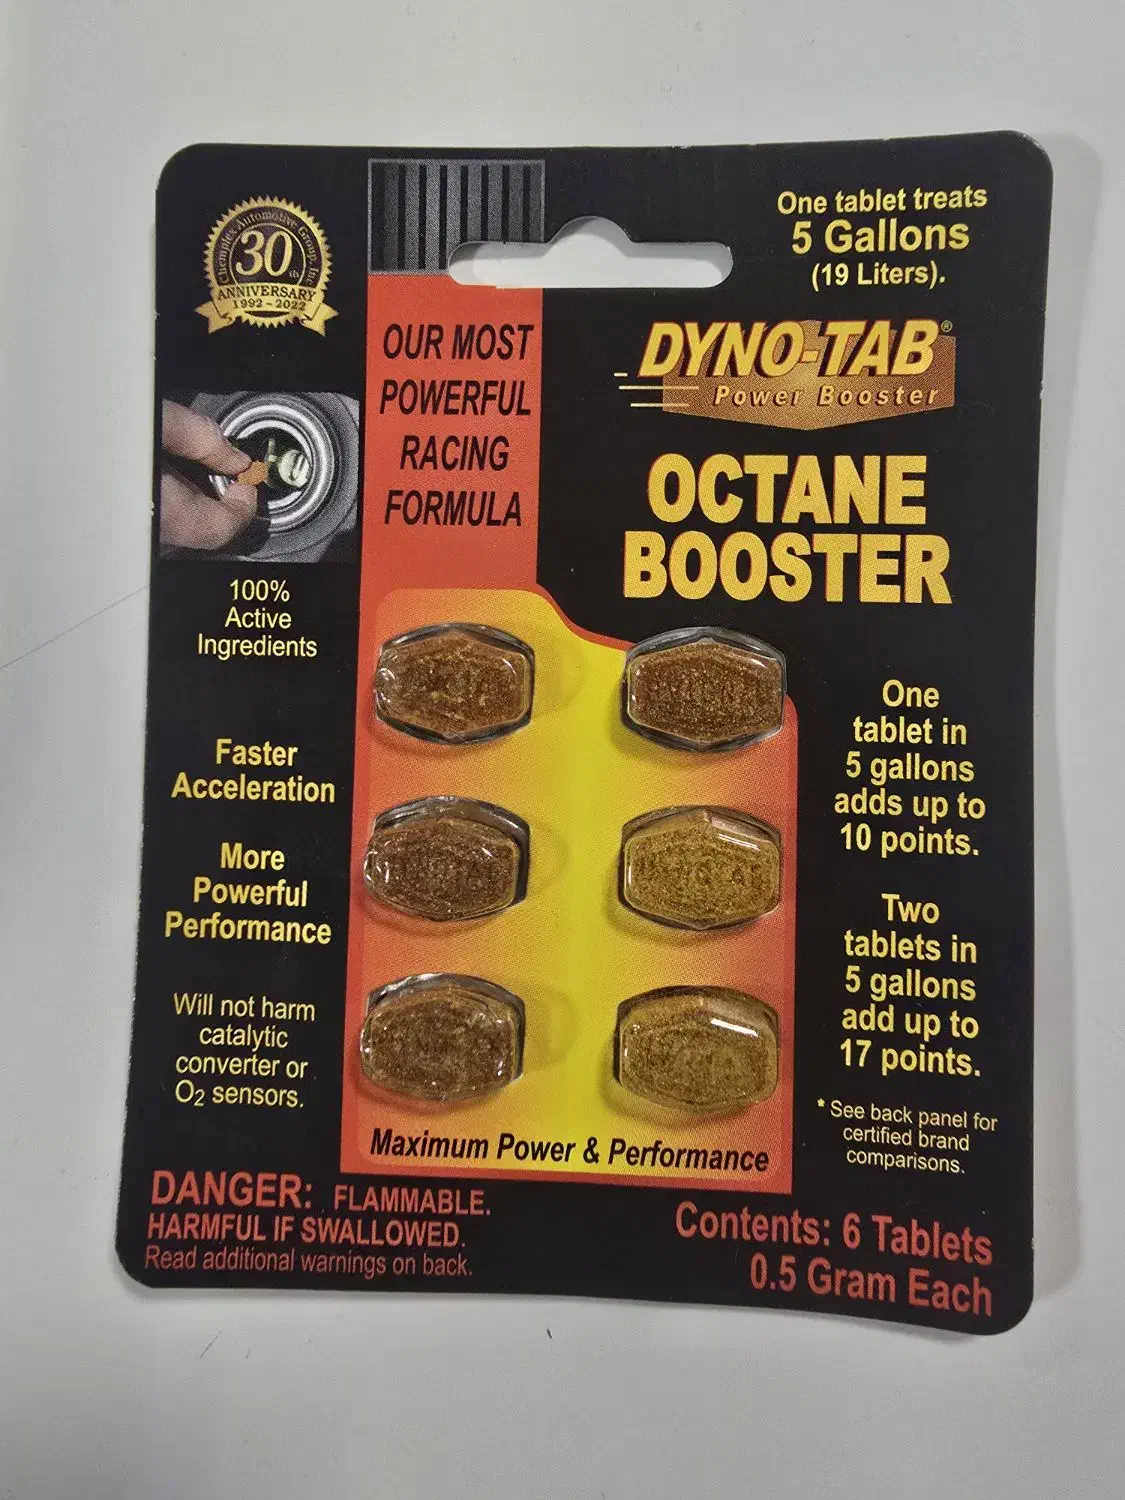 Chemplex Automotive Group, Inc.
30th
ANNIVERSARY
1992 - 2022
One tablet treats
5 Gallons
(19 Liters).
DYNO-TAB®
Power Booster
OCTANE
BOOSTER
OUR MOST
POWERFUL
RACING
FORMULA
100%
Active
Ingredients
Faster
Acceleration
More
Powerful
Performance
Will not harm
catalytic
converter or
O2 sensors.
One
tablet in
5 gallons
adds up to
10 points.
Two
tablets in
5 gallons
add up to
17 points.
* See back panel for
certified brand
comparisons.
Maximum Power & Performance
DANGER: FLAMMABLE.
HARMFUL IF SWALLOWED.
Read additional warnings on back.
Contents: 6 Tablets
0.5 Gram Each